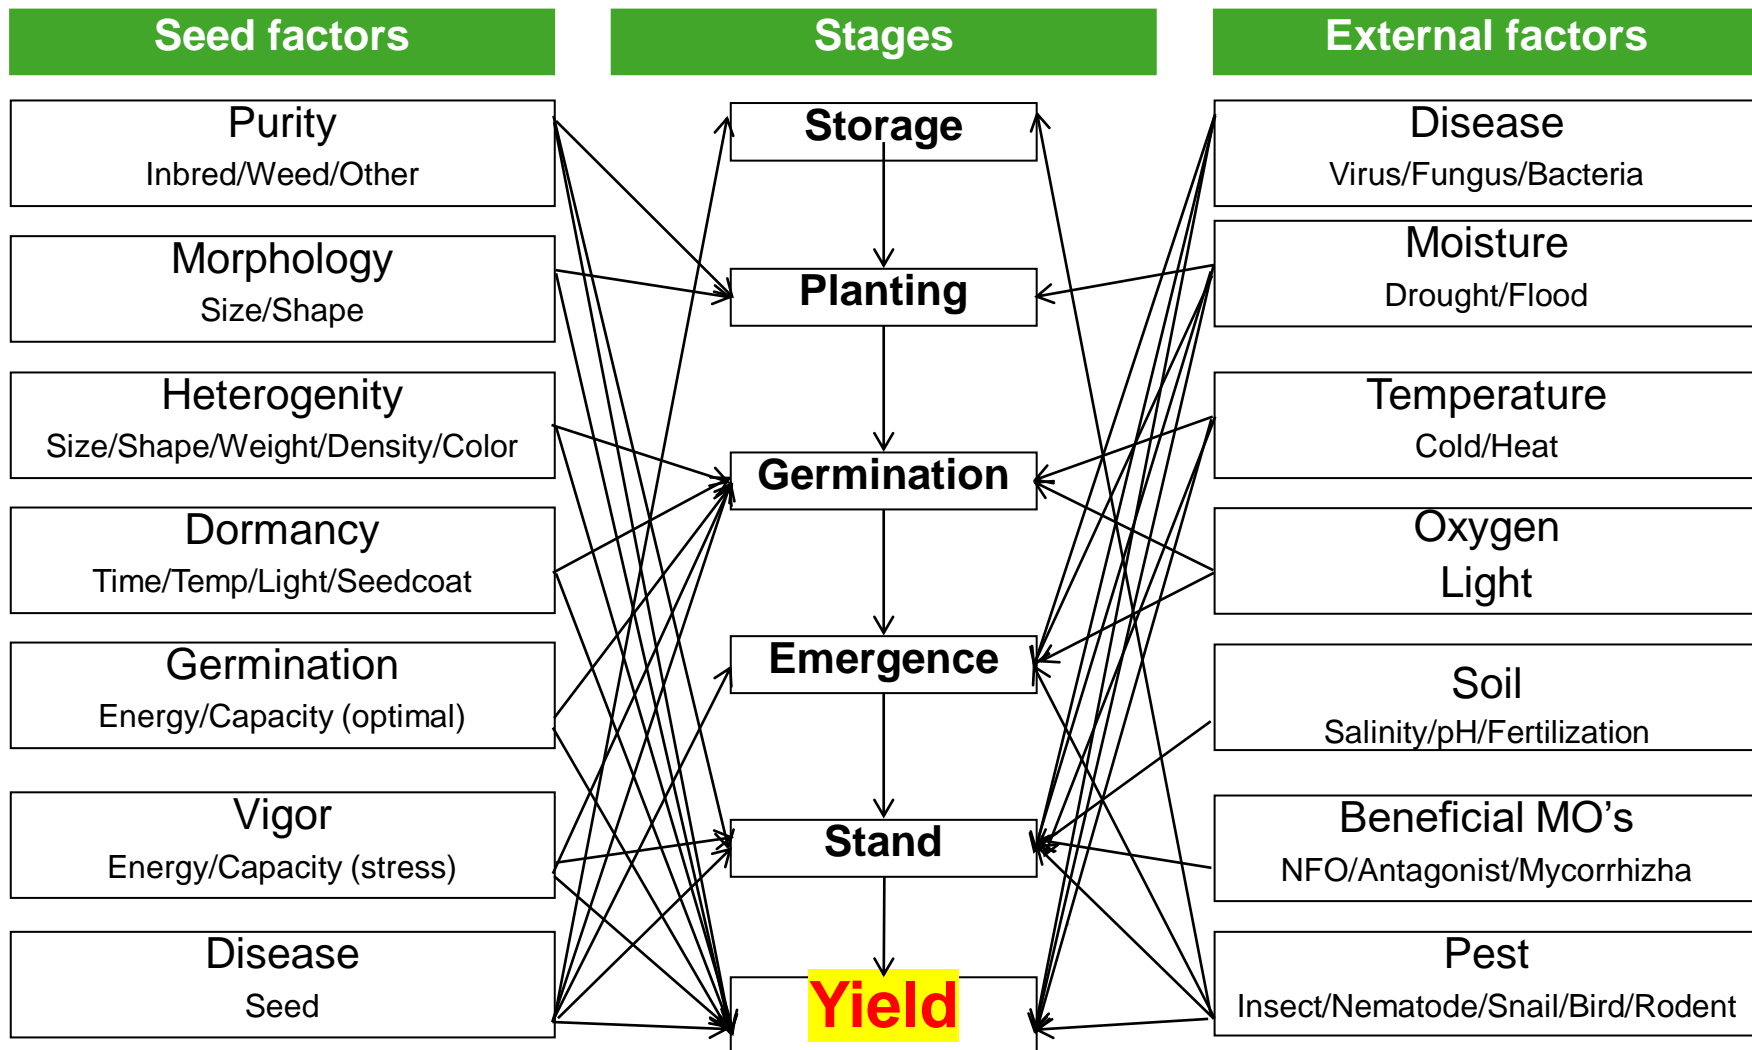 Seed factors
Stages
External factors
Purity
Inbred/Weed/Other
Morphology
Size/Shape
Heterogenity
Size/Shape/Weight/Density/Color
Dormancy
Time/Temp/Light/Seedcoat
Germination
Energy/Capacity (optimal)
Vigor
Energy/Capacity (stress)
Disease
Seed
Storage
Planting
Germination
Emergence
Stand
Yield
Disease
Virus/Fungus/Bacteria
Moisture
Drought/Flood
Temperature
Cold/Heat
Oxygen
Light
Soil
Salinity/pH/Fertilization
Beneficial MO’s
NFO/Antagonist/Mycorrhizha
Pest
Insect/Nematode/Snail/Bird/Rodent